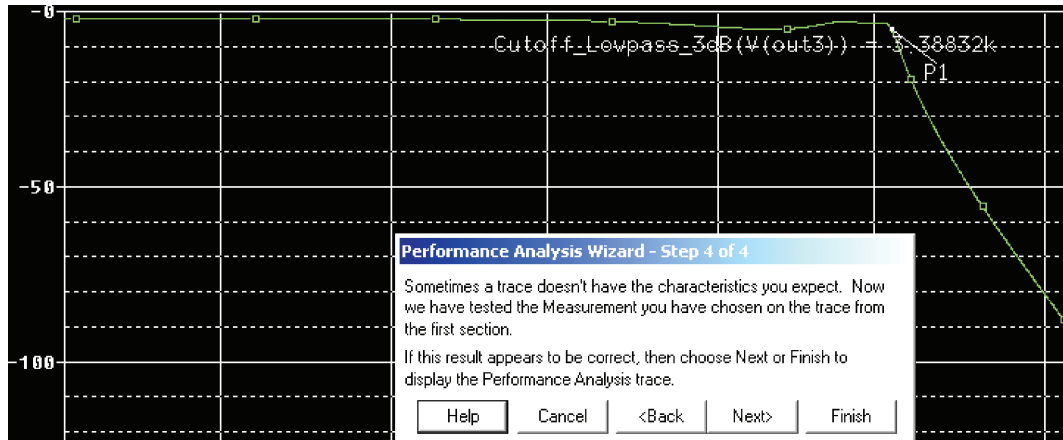 -0
Cutoff_Lowpass_3dB(V(out3)) = 3.38832k
P1
-50
Performance Analysis Wizard - Step 4 of 4
Sometimes a trace doesn't have the characteristics you expect. Now
we have tested the Measurement you have chosen on the trace from
the first section.
If this result appears to be correct, then choose Next or Finish to
display the Performance Analysis trace.
-100
Help Cancel <Back Next> Finish